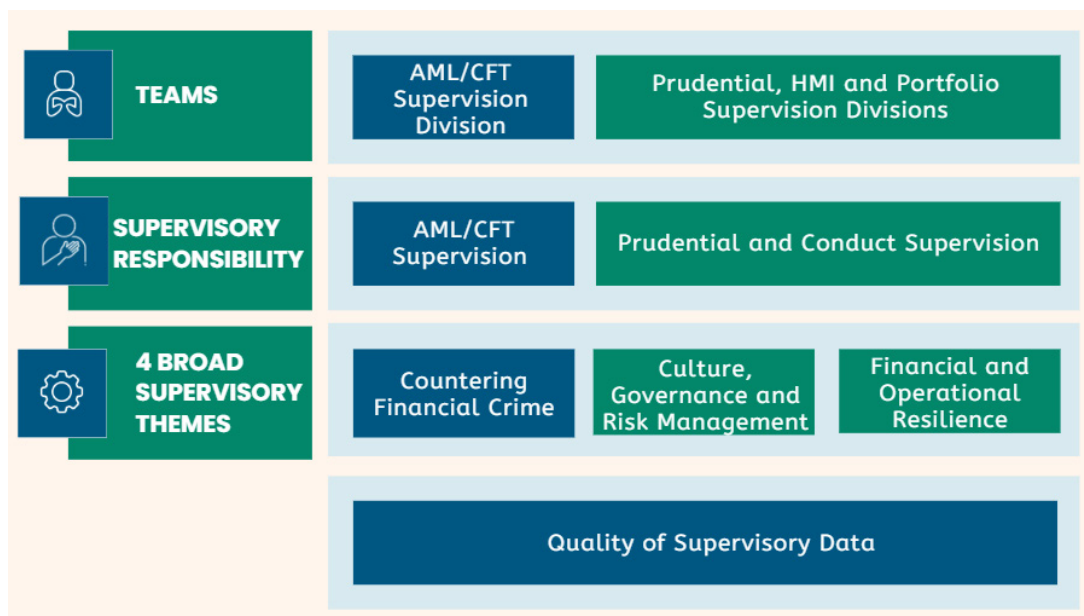 TEAMS
AML/CFT
Supervision
Division
Prudential, HMI and Portfolio
Supervision Divisions
SUPERVISORY
RESPONSIBILITY
AML/CFT
Supervision
Prudential and Conduct Supervision
4 BROAD
SUPERVISORY
THEMES
Countering
Financial Crime
Culture,
Governance and
Risk Management
Financial and
Operational
Resilience
Quality of Supervisory Data